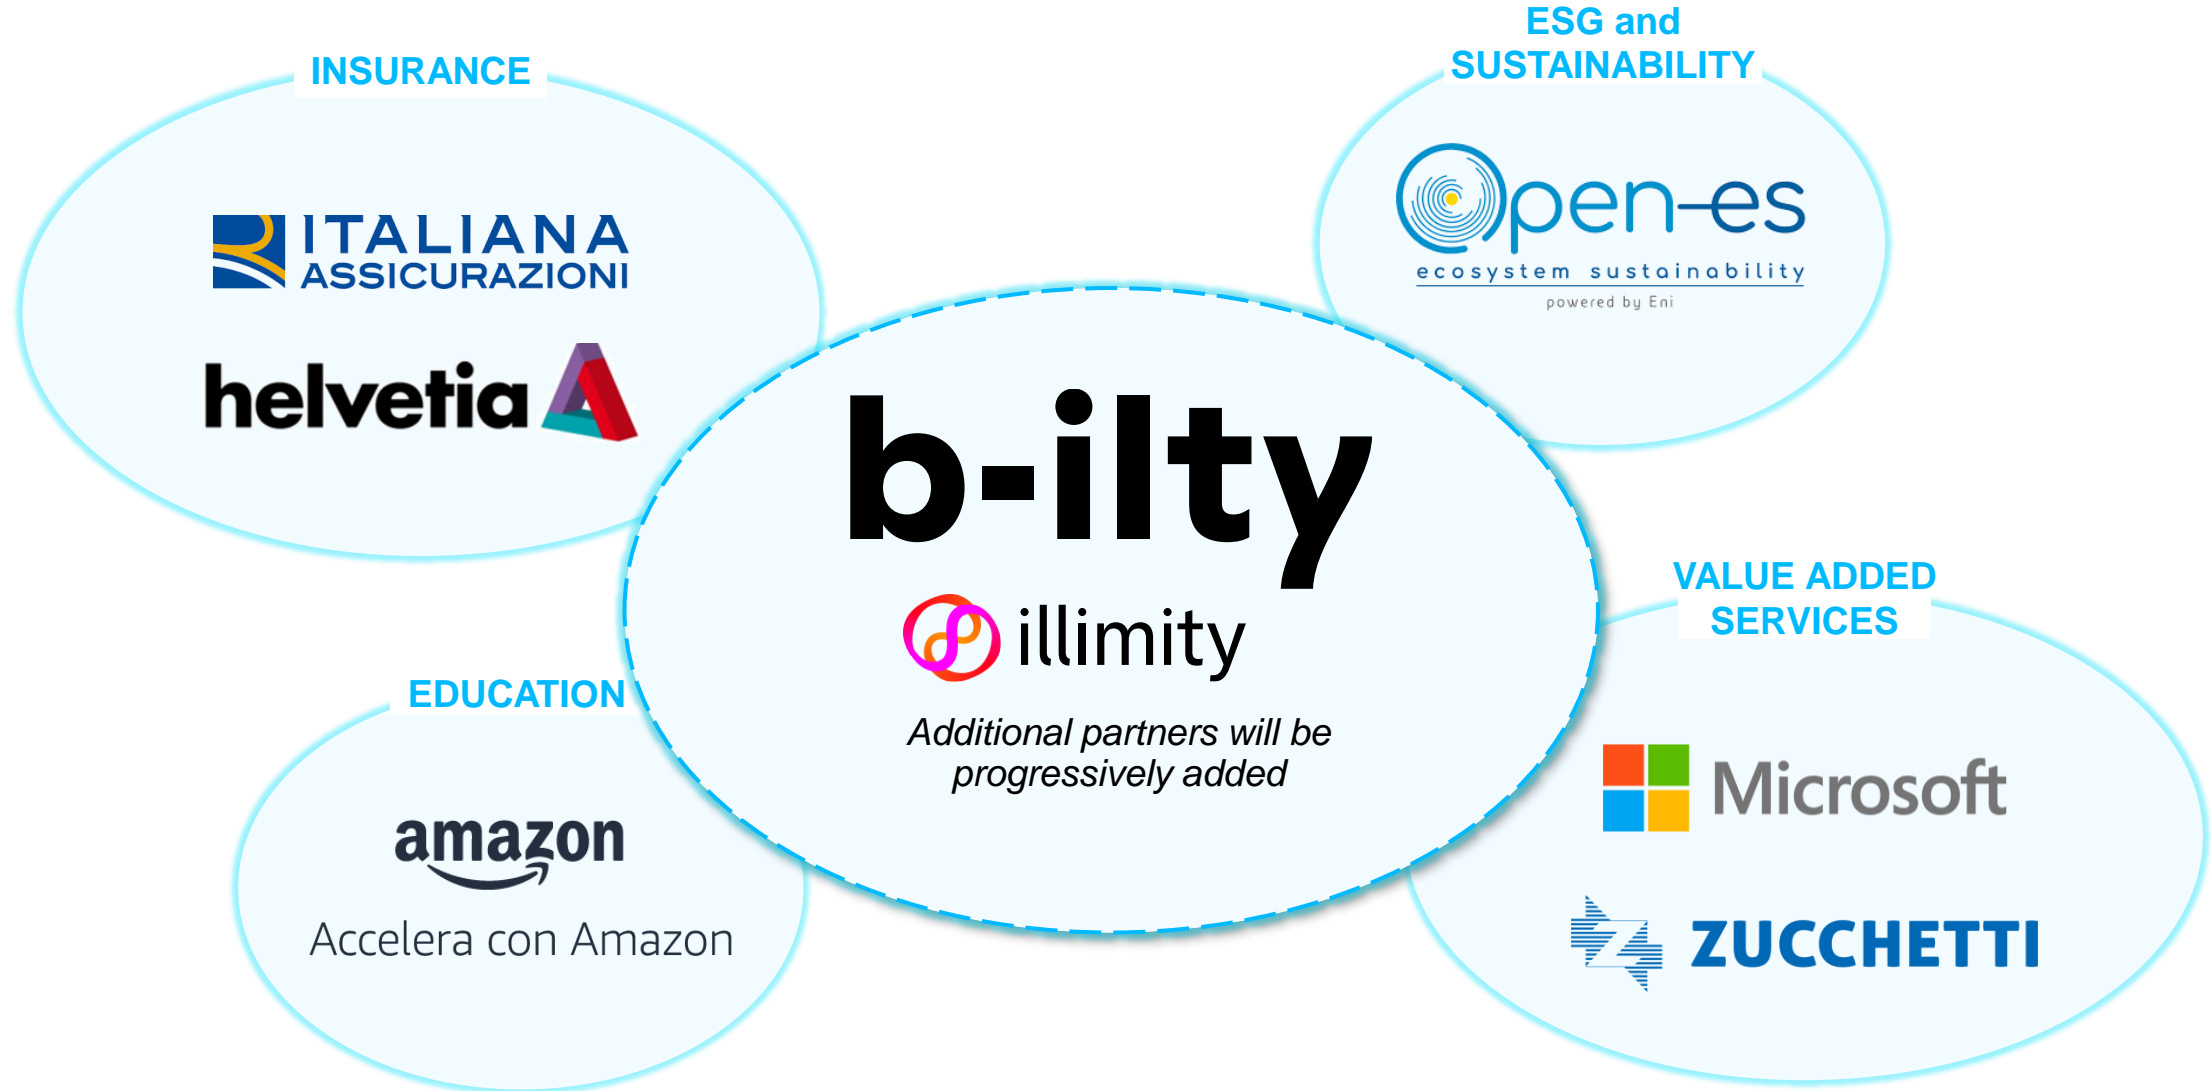 INSURANCE
ITALIANA
ASSICURAZIONI
helvetia
ESG and
SUSTAINABILITY
Open-es
ecosystem sustainability
powered by Eni
b-ilty
illimity
Additional partners will be
progressively added
EDUCATION
amazon
Accelera con Amazon
VALUE ADDED
SERVICES
Microsoft
ZUCCHETTI